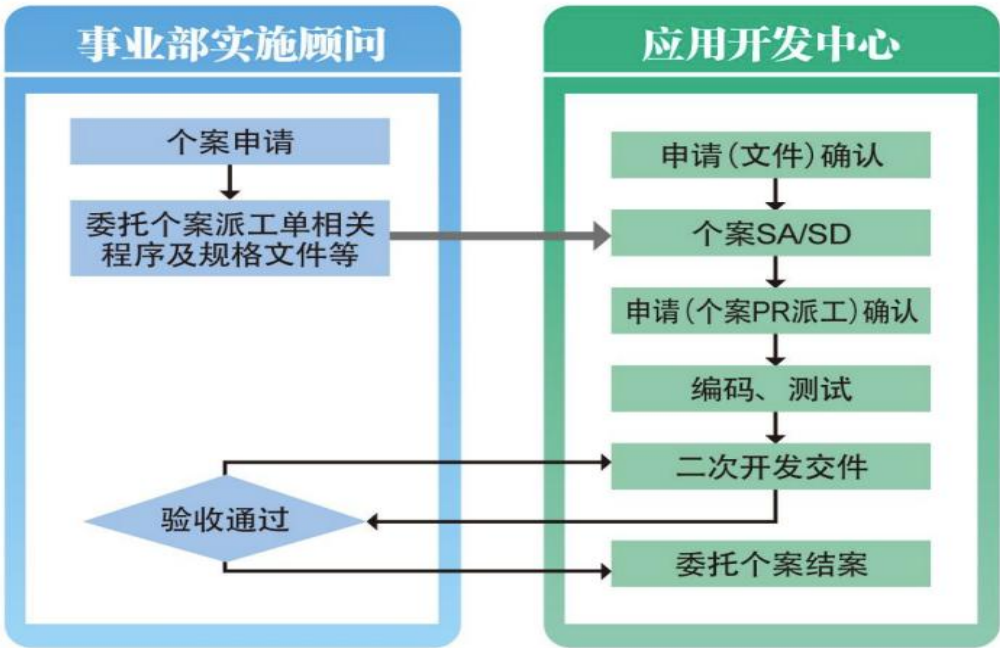 事业部实施顾问
个案申请
委托个案派工单相关
程序及规格文件等
验收通过
应用开发中心
申请(文件)确认
个案SA/SD
申请(个案PR派工)确认
编码、测试
二次开发交件
委托个案结案